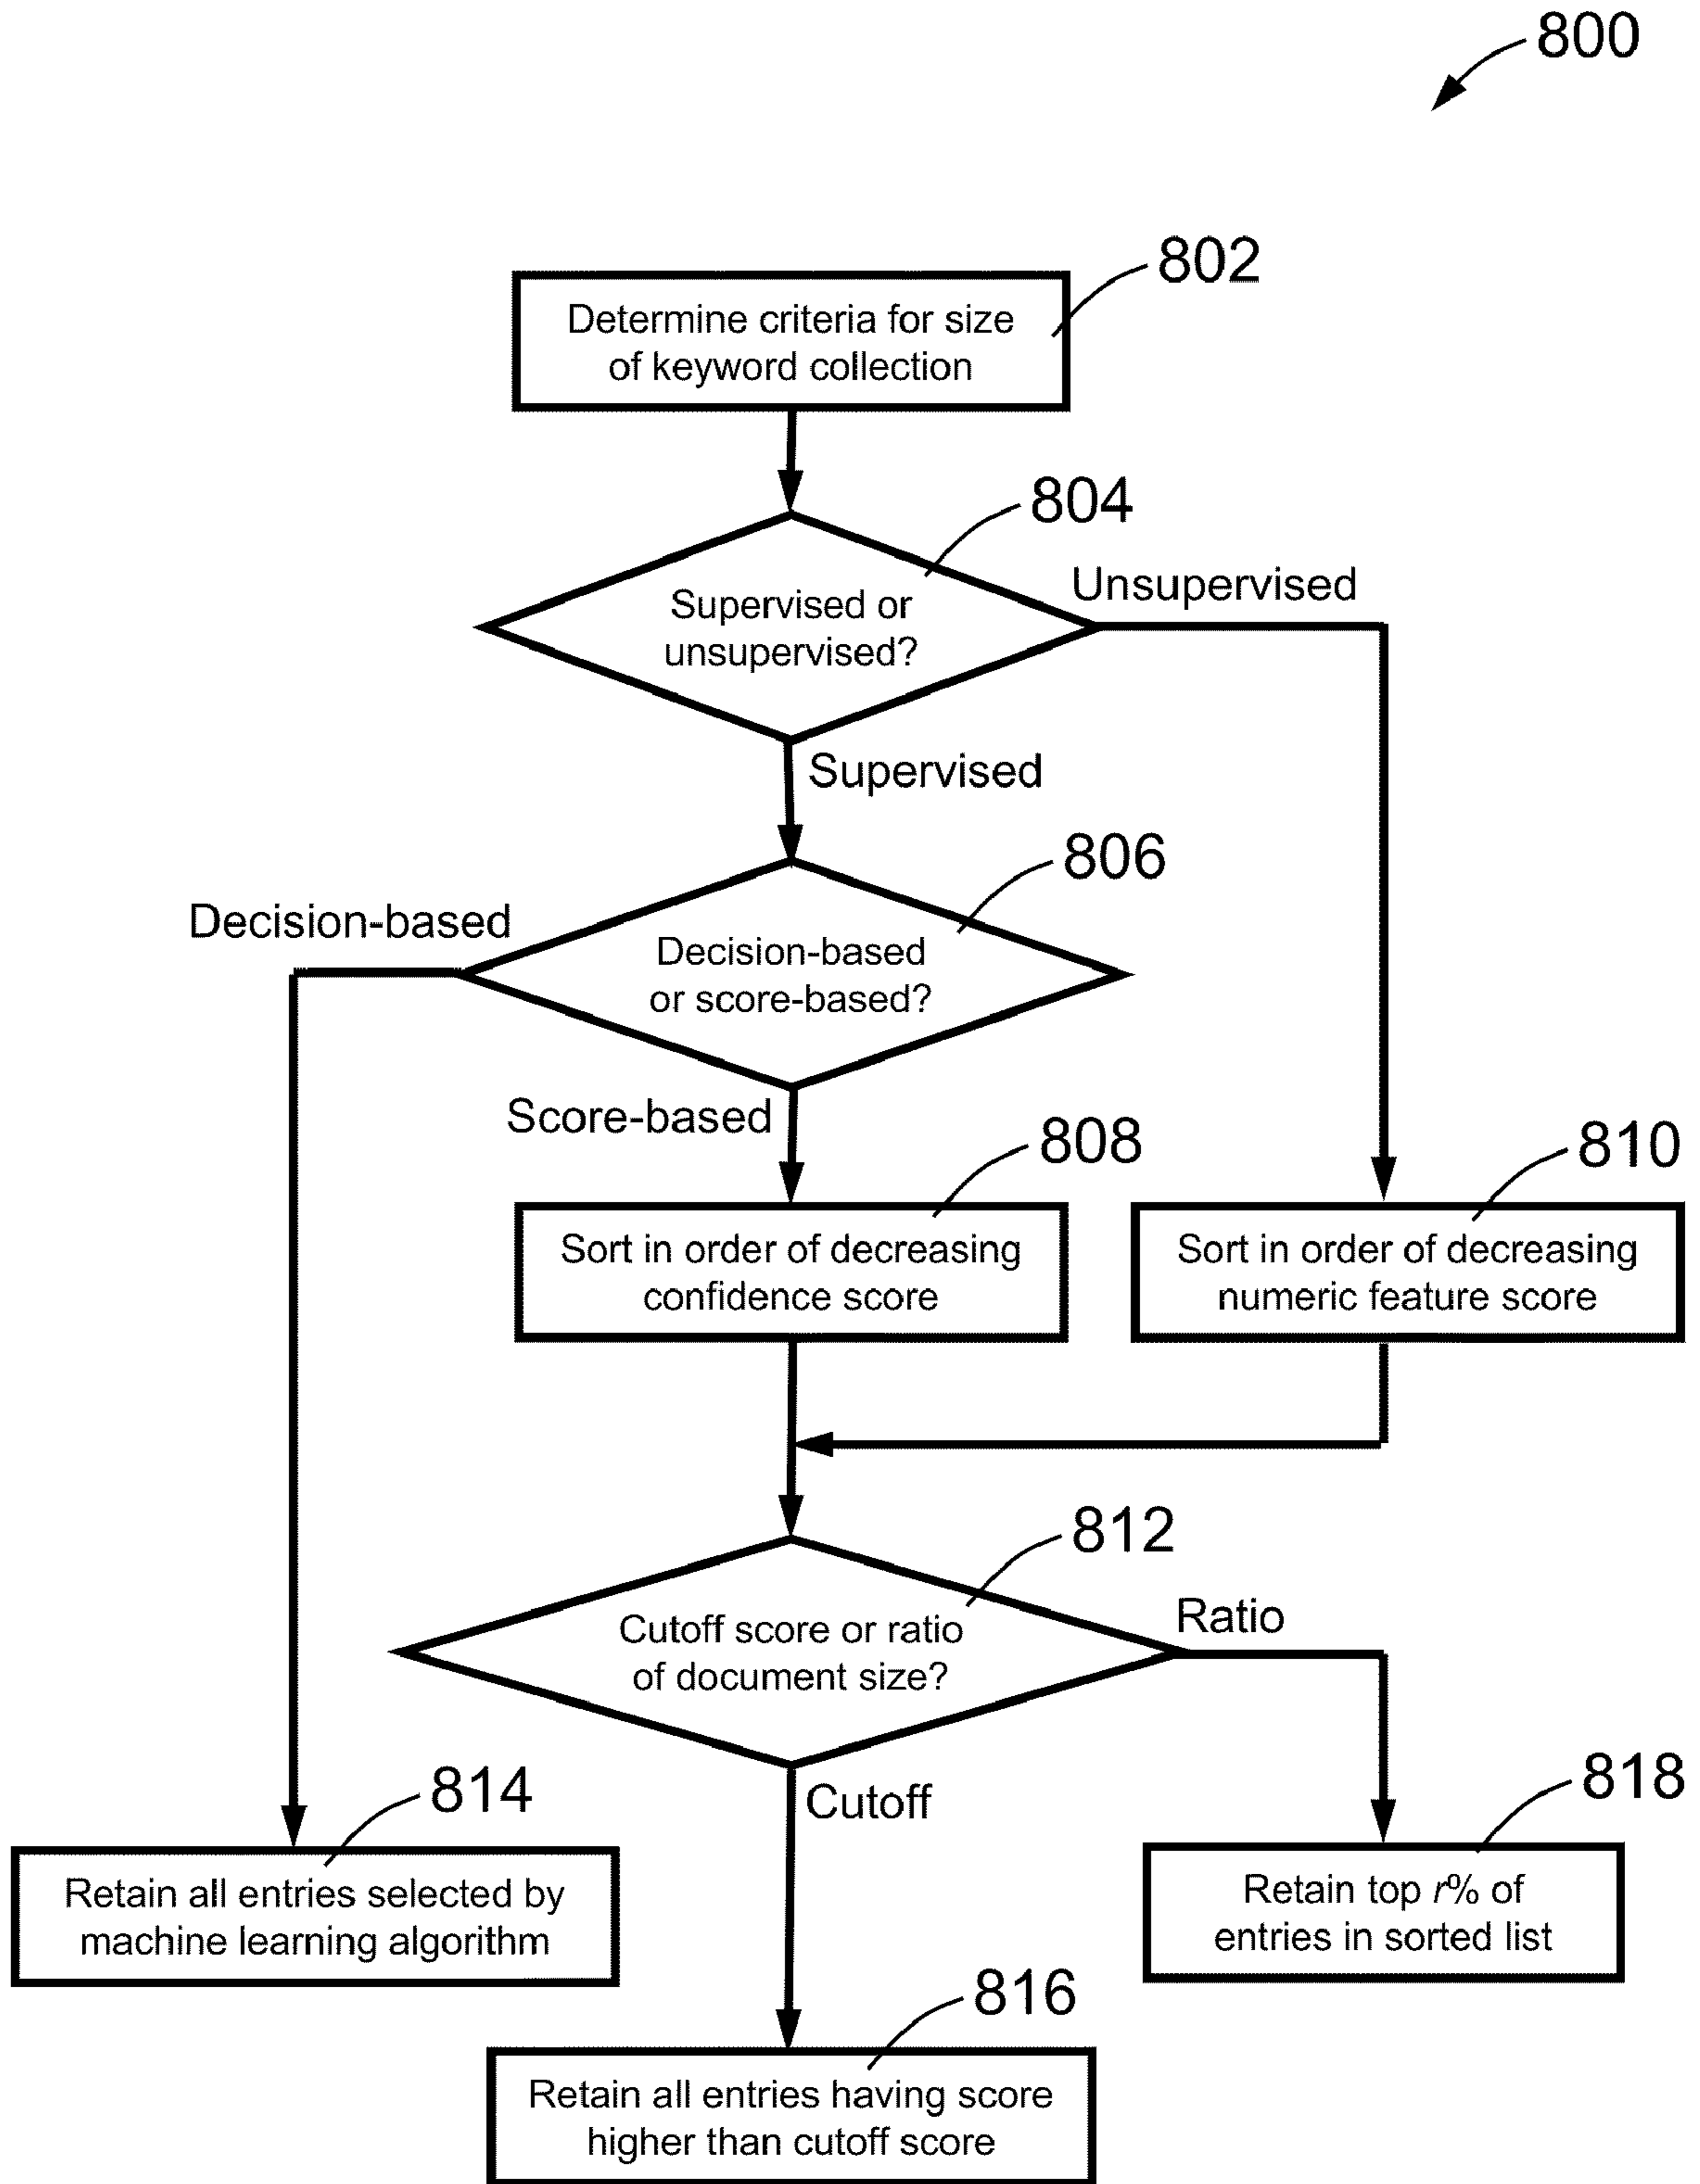 800
802
Determine criteria for size
of keyword collection
804
Supervised or
unsupervised?
Unsupervised
Supervised
806
Decision-based
Decision-based
or score-based?
Score-based
808
810
Sort in order of decreasing
confidence score
Sort in order of decreasing
numeric feature score
812
Cutoff score or ratio
of document size?
Ratio
Cutoff
814
818
Retain all entries selected by
machine learning algorithm
Retain top r% of
entries in sorted list
816
Retain all entries having score
higher than cutoff score